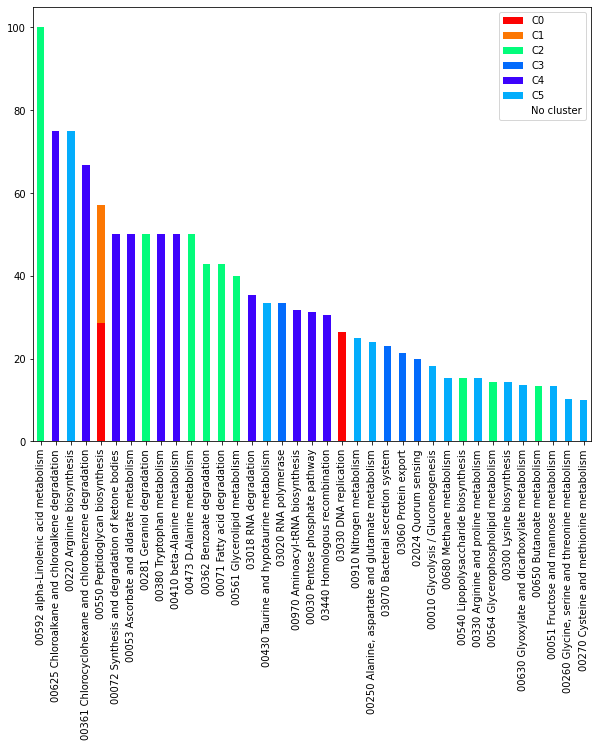 100
80
60
40
20
0
C0
C1
C2
C3
C4
C5
No cluster
00592 alpha-Linolenic acid metabolism
00625 Chloroalkane and chloroalkene degradation
00220 Arginine biosynthesis
00361 Chlorocyclohexane and chlorobenzene degradation
00550 Peptidoglycan biosynthesis
00072 Synthesis and degradation of ketone bodies
00053 Ascorbate and aldarate metabolism
00281 Geraniol degradation
00380 Tryptophan metabolism
00410 beta-Alanine metabolism
00473 D-Alanine metabolism
00362 Benzoate degradation
00071 Fatty acid degradation
00561 Glycerolipid metabolism
03018 RNA degradation
00430 Taurine and hypotaurine metabolism
03020 RNA polymerase
00970 Aminoacyl-tRNA biosynthesis
00030 Pentose phosphate pathway
03440 Homologous recombination
03030 DNA replication
00910 Nitrogen metabolism
00250 Alanine, aspartate and glutamate metabolism
03070 Bacterial secretion system
03060 Protein export
02024 Quorum sensing
00010 Glycolysis / Gluconeogenesis
00680 Methane metabolism
00540 Lipopolysaccharide biosynthesis
00330 Arginine and proline metabolism
00564 Glycerophospholipid metabolism
00300 Lysine biosynthesis
00630 Glyoxylate and dicarboxylate metabolism
00650 Butanoate metabolism
00051 Fructose and mannose metabolism
00260 Glycine, serine and threonine metabolism
00270 Cysteine and methionine metabolism